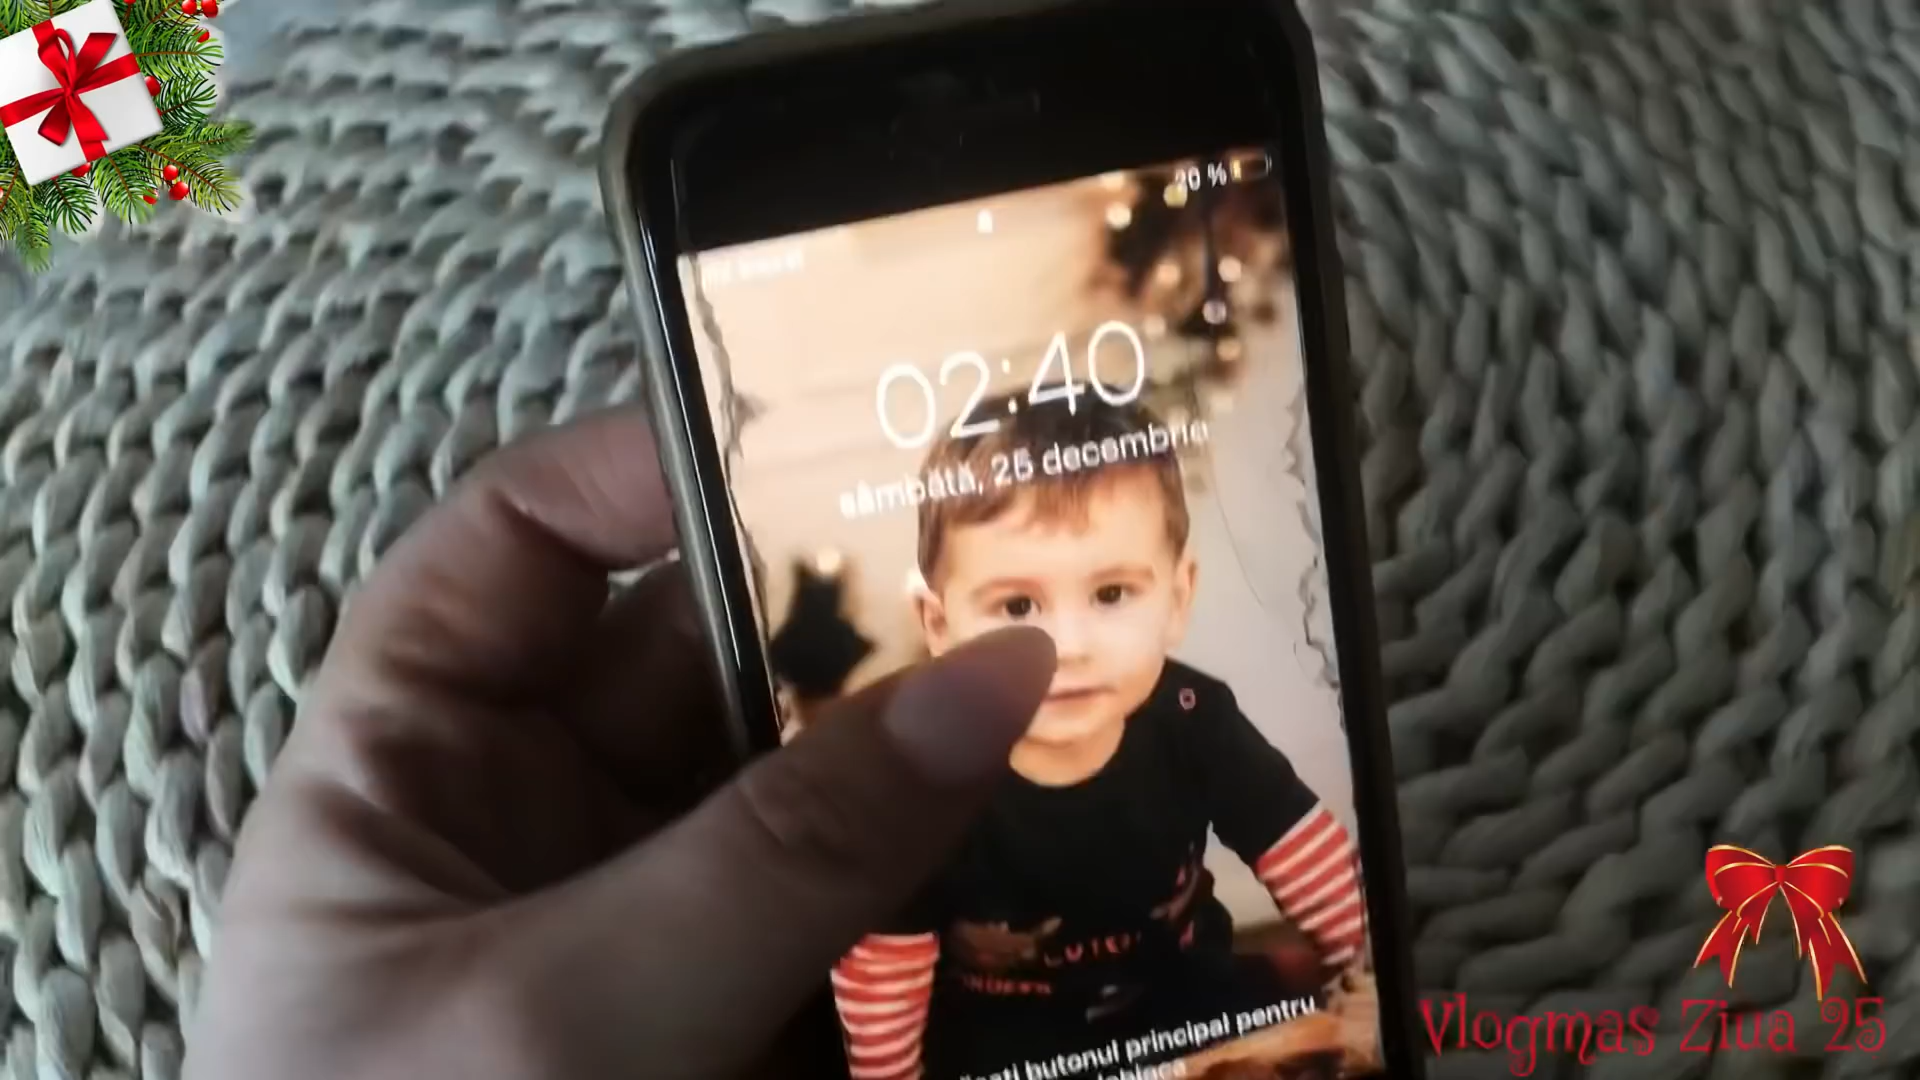 20 %
02:40
sâmbătă, 25 decembrie
butonul principal pentru
Vlogmas Ziua 25